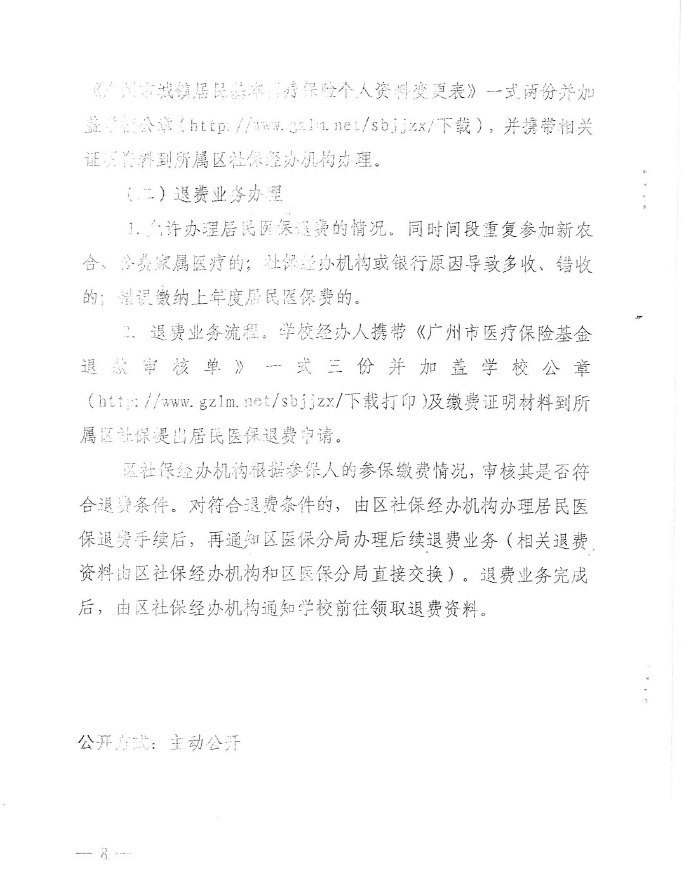 《广州市城镇居民基本医疗保险个人资料变更表》一式两份并加
盖学校公章(http://www.gzlm.net/sbjjzx/下载),并携带相关
证明资料到所属区社保经办机构办理。
(二)退费业务办理
1.允许办理居民医保退费的情况。同时间段重复参加新农
合、公费家属医疗的;社保经办机构或银行原因导致多收、错收
的;错误缴纳上年度居民医保费的。
2. 退费业务流程。学校经办人携带《广州市医疗保险基金
退款审核单》一式三份并加盖学校公章
(http://www.gzlm.net/sbjjzx/下载打印)及缴费证明材料到所
属区社保提出居民医保退费申请。
区社保经办机构根据参保人的参保缴费情况,审核其是否符
合退费条件。对符合退费条件的,由区社保经办机构办理居民医
保退费手续后,再通知区医保分局办理后续退费业务(相关退费
资料由区社保经办机构和区医保分局直接交换)。退费业务完成
后,由区社保经办机构通知学校前往领取退费资料。
公开方式:主动公开
— 8 —